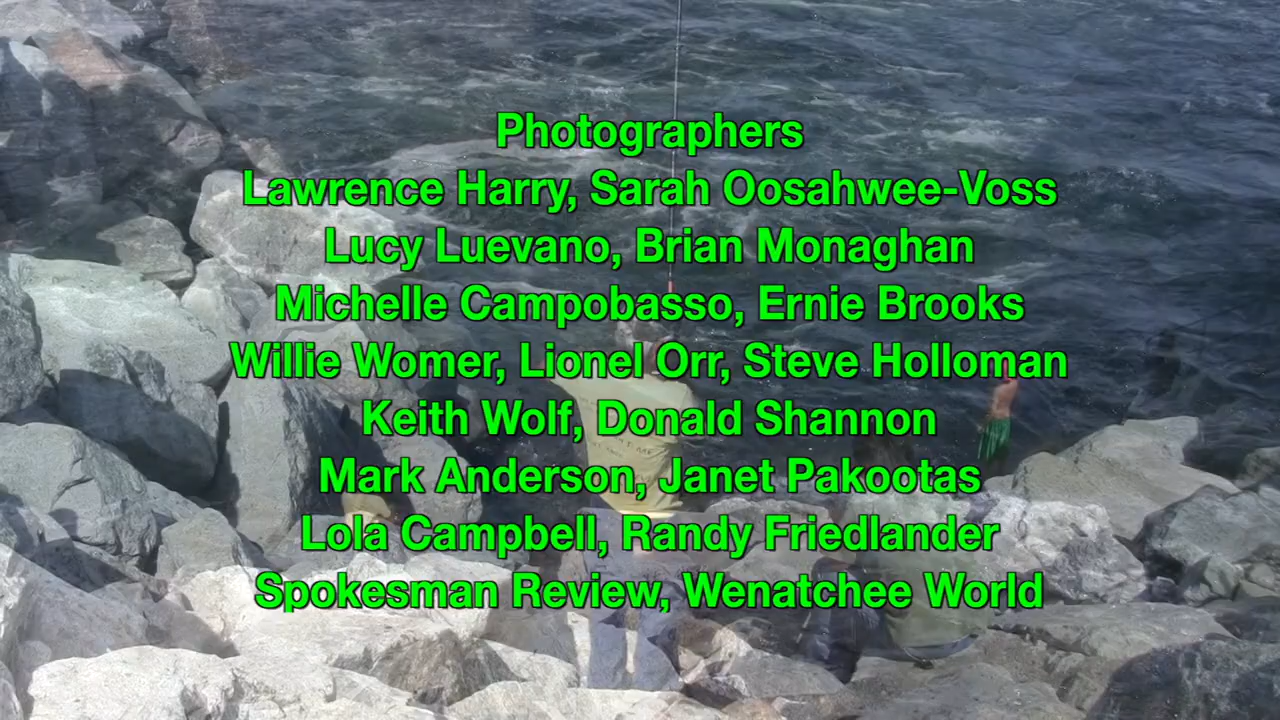 Photographers
Lawrence Harry, Sarah Oosahwee-Voss
Lucy Luevano, Brian Monaghan
Michelle Campobasso, Ernie Brooks
Willie Womer, Lionel Orr, Steve Holloman
Keith Wolf, Donald Shannon
Mark Anderson, Janet Pakootas
Lola Campbell, Randy Friedlander
Spokesman Review, Wenatchee World